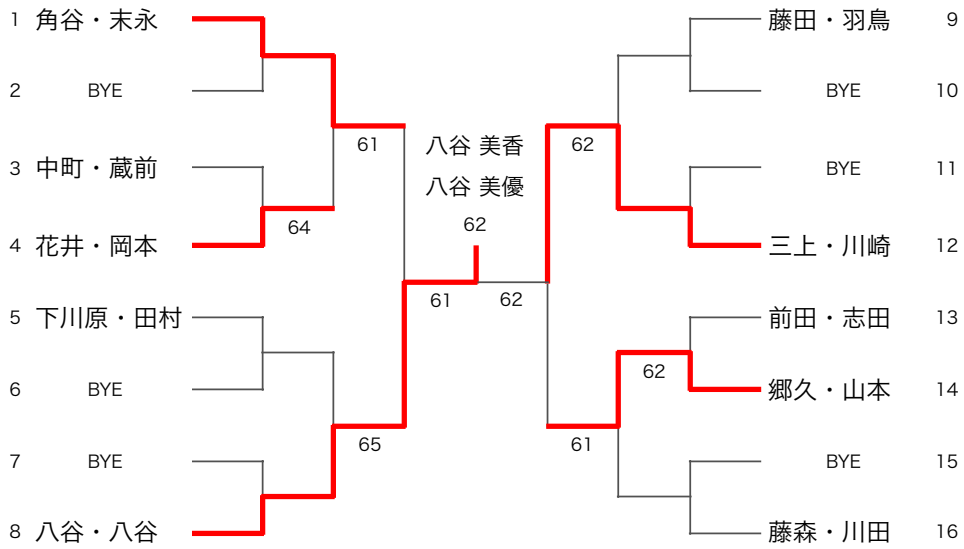 1 角谷・末永
2 BYE
3 中町・蔵前
4 花井・岡本
5 下川原・田村
6 BYE
7 BYE
8 八谷・八谷
61
64
65
61
八谷 美香
八谷 美優
62
62
62
62
61
藤田・羽鳥 9
BYE 10
BYE 11
三上・川崎 12
前田・志田 13
郷久・山本 14
BYE 15
藤森・川田 16